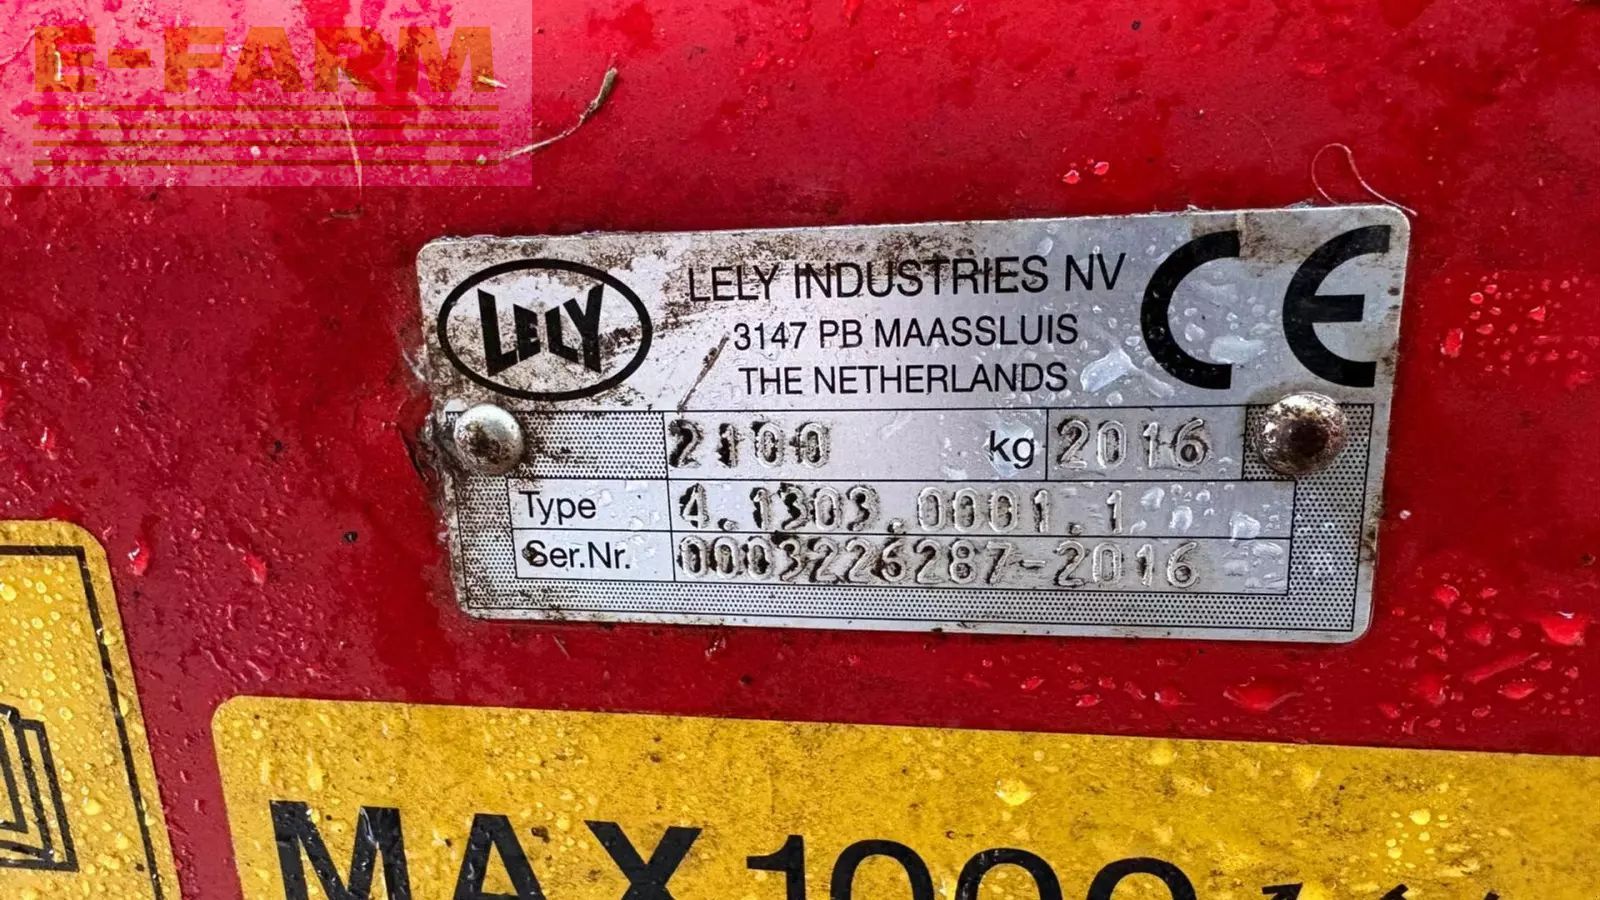 E-FARM
LELY
LELY INDUSTRIES NV
3147 PB MAASSLUIS
THE NETHERLANDS
CE
2100 kg 2016
Type 4.1303.0001.1
Ser.Nr. 0003226287-2016
MAX 1000